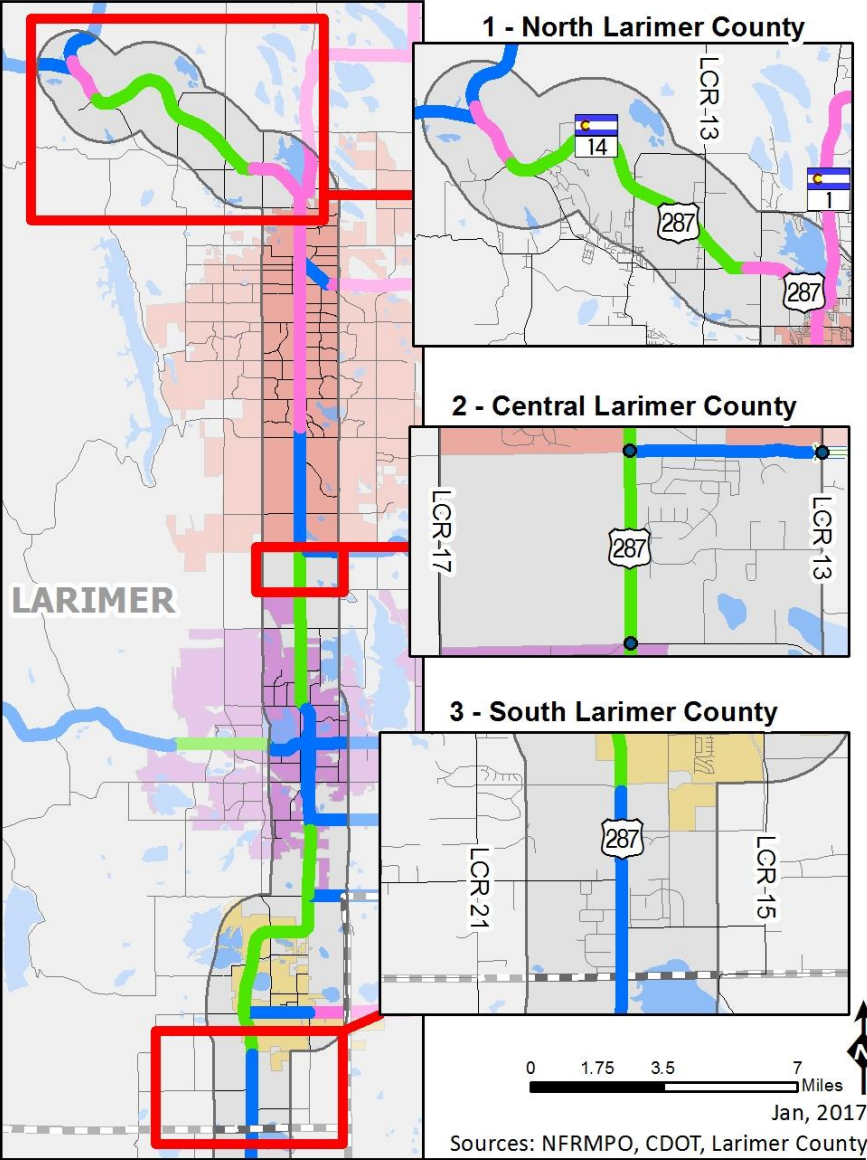 1 - North Larimer County
LCR-13
14
1
287
287
2 - Central Larimer County
LCR-17
287
LCR 13
LARIMER
3 - South Larimer County
287
LCR-21
LCR-15
0 1.75 3.5 7
Miles
N
Jan, 2017
Sources: NFRMPO, CDOT, Larimer County